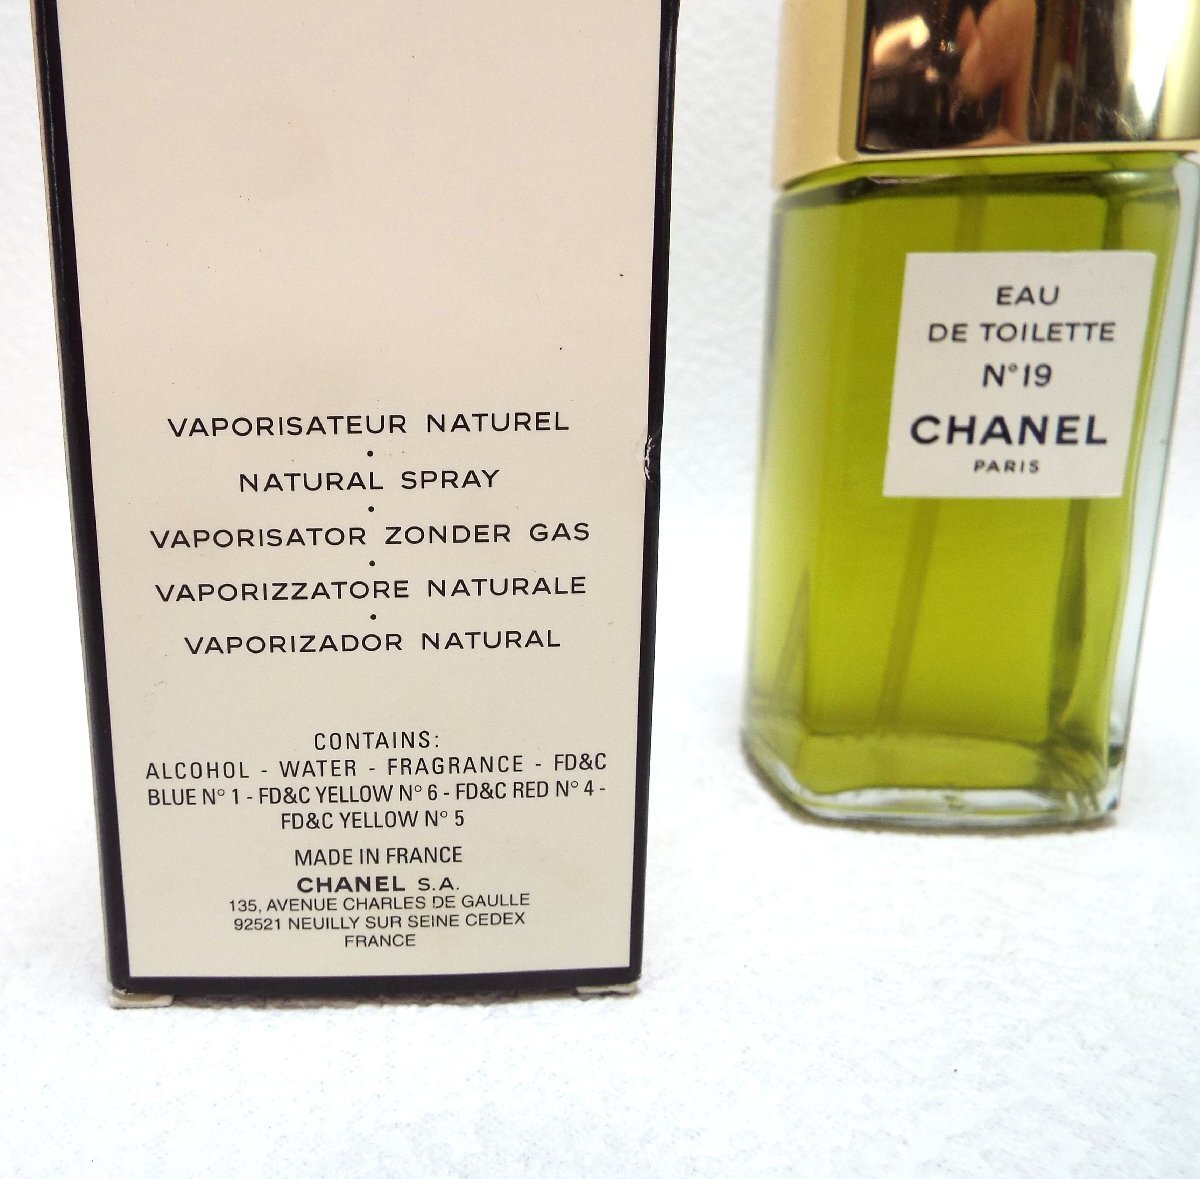 VAPORISATEUR NATUREL
•
NATURAL SPRAY
•
VAPORISATOR ZONDER GAS
•
VAPORIZZATORE NATURALE
•
VAPORIZADOR NATURAL
CONTAINS:
ALCOHOL - WATER - FRAGRANCE - FD&C
BLUE N° 1 - FD&C YELLOW N° 6 - FD&C RED N° 4 -
FD&C YELLOW N° 5
MADE IN FRANCE
CHANEL S.A.
135, AVENUE CHARLES DE GAULLE
92521 NEUILLY SUR SEINE CEDEX
FRANCE
EAU
DE TOILETTE
N°19
CHANEL
PARIS